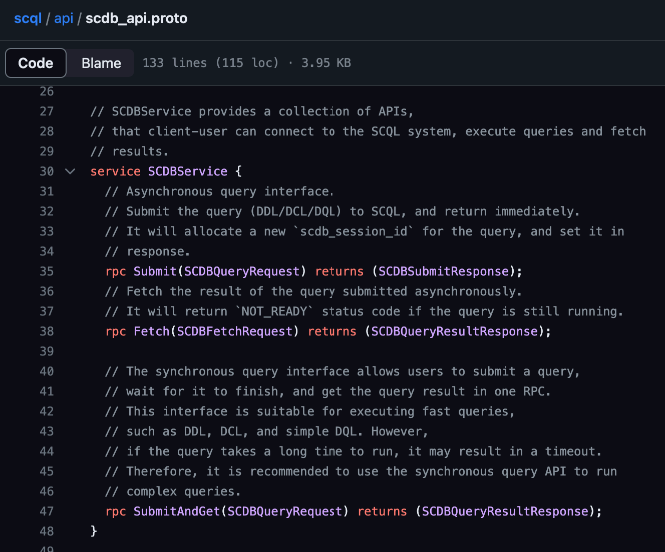 scql / api / scdb_api.proto
Code Blame 133 lines (115 loc) · 3.95 KB
26
27 // SCDBService provides a collection of APIs,
28 // that client-user can connect to the SCQL system, execute queries and fetch
29 // results.
30 service SCDBService {
31 // Asynchronous query interface.
32 // Submit the query (DDL/DCL/DQL) to SCQL, and return immediately.
33 // It will allocate a new `scdb_session_id` for the query, and set it in
34 // response.
35 rpc Submit(SCDBQueryRequest) returns (SCDBSubmitResponse);
36 // Fetch the result of the query submitted asynchronously.
37 // It will return `NOT_READY` status code if the query is still running.
38 rpc Fetch(SCDBFetchRequest) returns (SCDBQueryResultResponse);
39
40 // The synchronous query interface allows users to submit a query,
41 // wait for it to finish, and get the query result in one RPC.
42 // This interface is suitable for executing fast queries,
43 // such as DDL, DCL, and simple DQL. However,
44 // if the query takes a long time to run, it may result in a timeout.
45 // Therefore, it is recommended to use the synchronous query API to run
46 // complex queries.
47 rpc SubmitAndGet(SCDBQueryRequest) returns (SCDBQueryResultResponse);
48 }
49